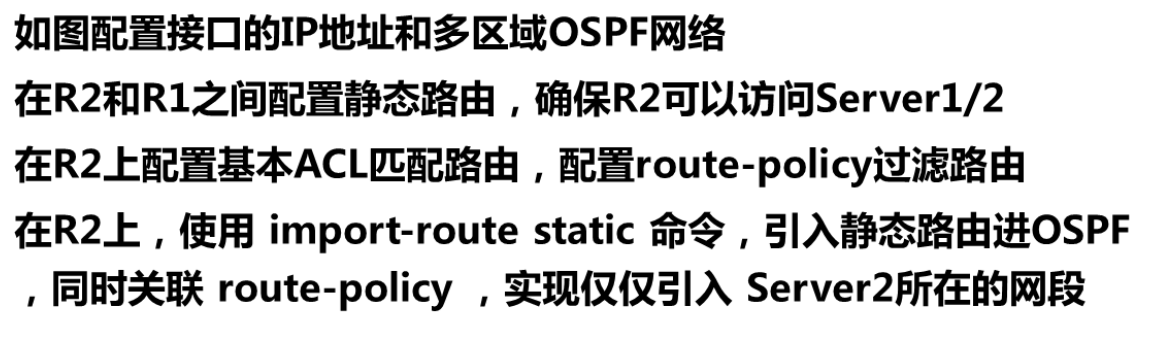 如图配置接口的IP地址和多区域OSPF网络
在R2和R1之间配置静态路由，确保R2可以访问Server1/2
在R2上配置基本ACL匹配路由，配置route-policy过滤路由
在R2上，使用 import-route static 命令，引入静态路由进OSPF
，同时关联 route-policy ，实现仅仅引入 Server2所在的网段